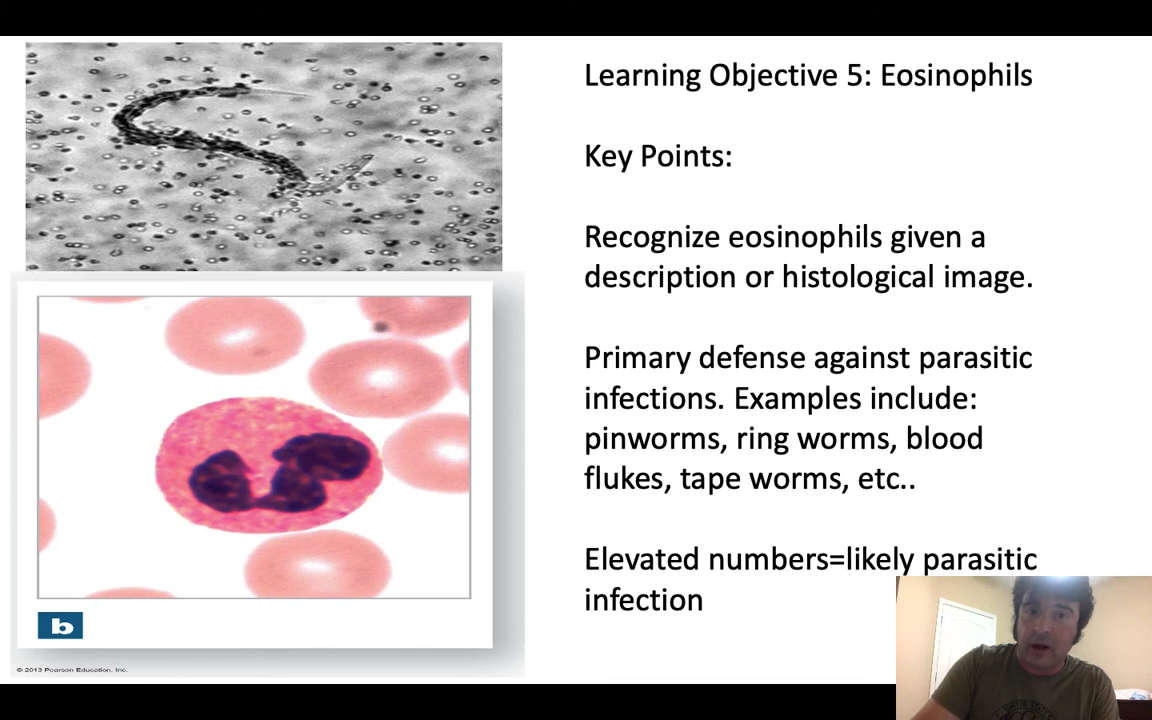 Learning Objective 5: Eosinophils
Key Points:
Recognize eosinophils given a
description or histological image.
Primary defense against parasitic
infections. Examples include:
pinworms, ring worms, blood
flukes, tape worms, etc..
Elevated numbers=likely parasitic
infection
b
© 2013 Pearson Education, Inc.